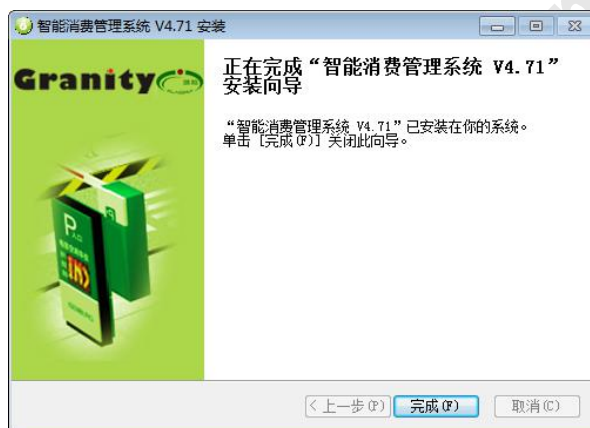 智能消费管理系统 V4.71 安装
Granity
正在完成“智能消费管理系统 V4.71”
安装向导
“智能消费管理系统 V4.71”已安装在你的系统。
单击 [完成(F)] 关闭此向导。
P
入口
<上一步(P)
完成(F)
取消(C)